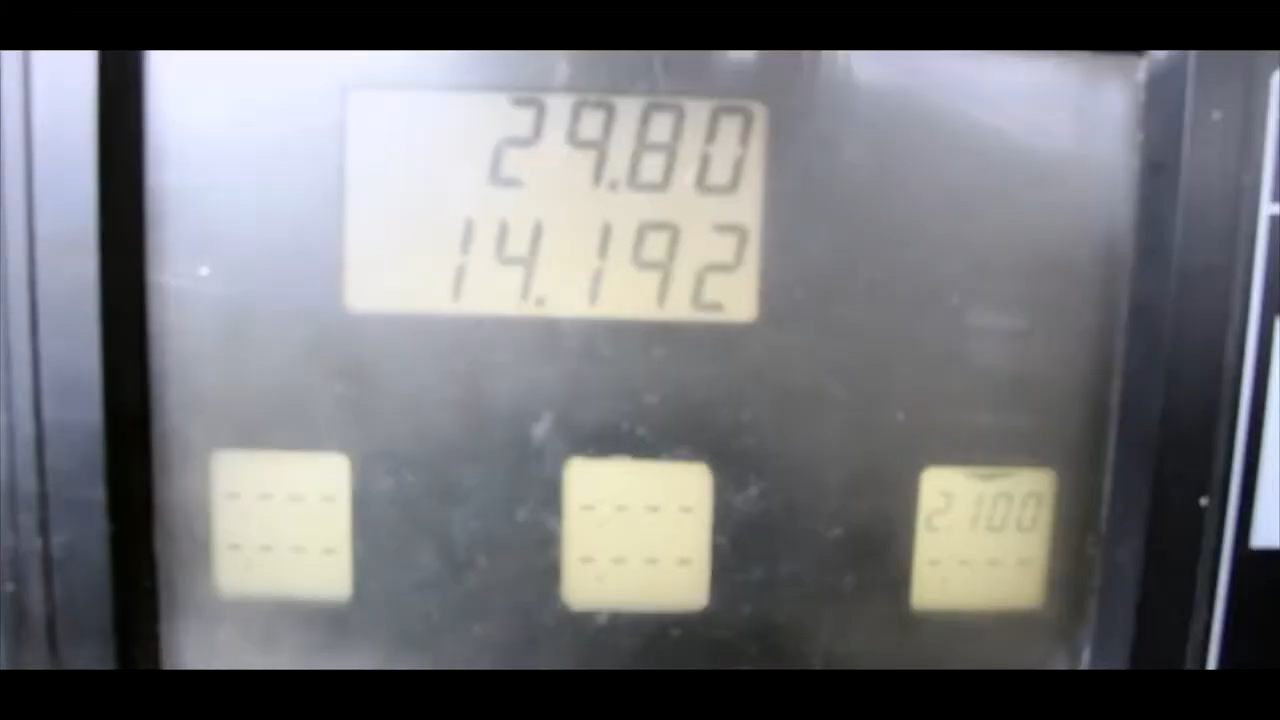 29.80
14.192
---- ---- 2.100
---- ---- ----